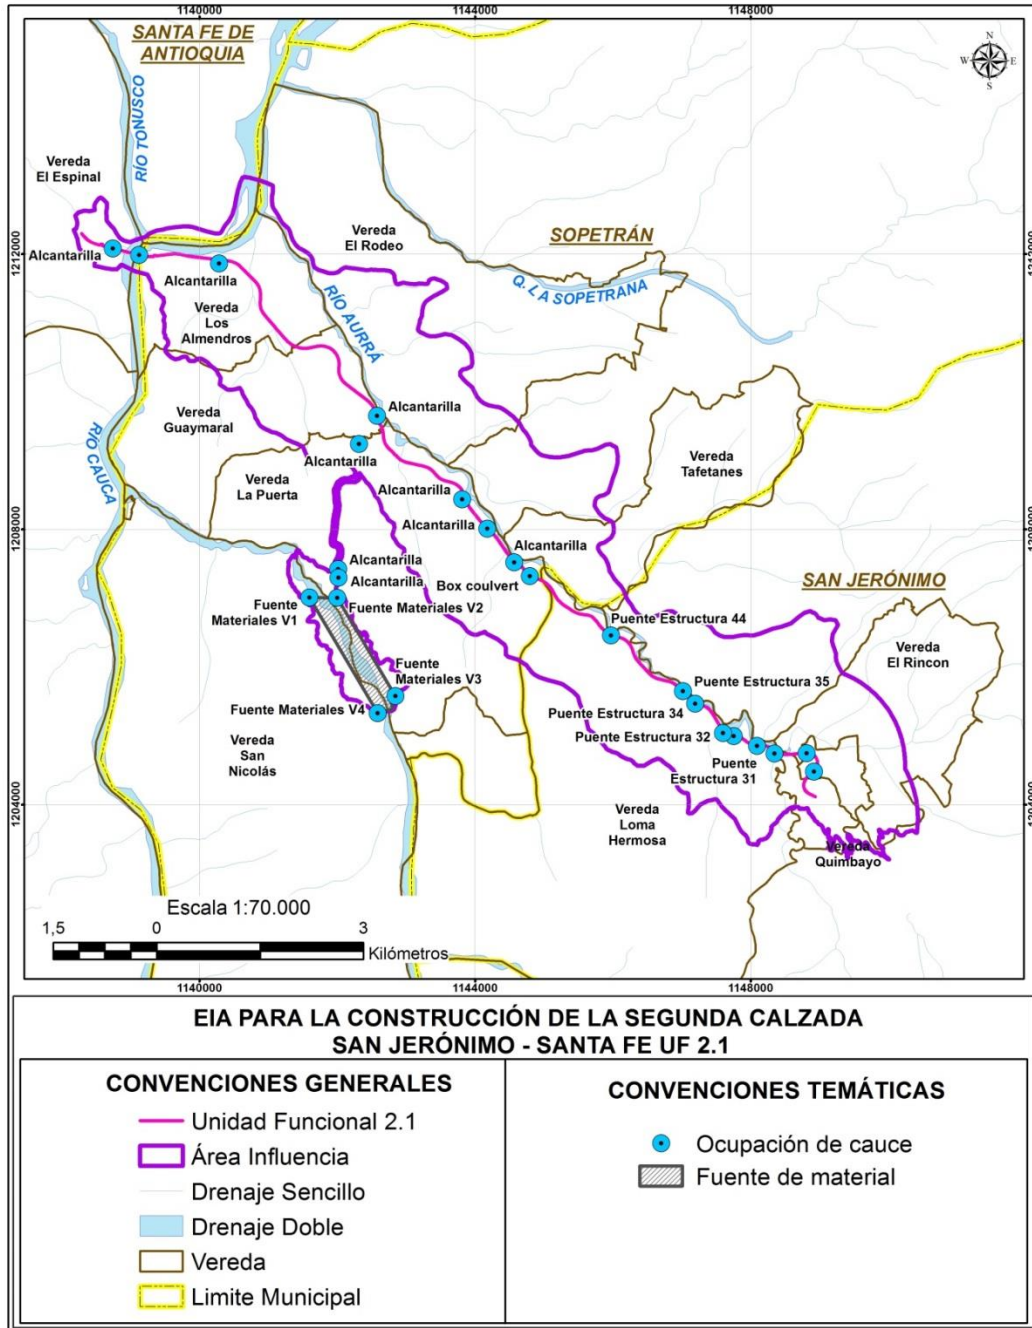 1140000
1144000
1148000
SANTA FE DE
ANTIOQUIA
N
W
E
S
RÍO TONUSCO
Vereda
El Espinal
Vereda
El Rodeo
SOPETRÁN
1212000
1212000
Alcantarilla
Alcantarilla
Q. LA SOPETRANA
RÍO AURRÁ
Vereda
Los
Almendros
Vereda
Guaymaral
RÍO CAUCA
Alcantarilla
Alcantarilla
Vereda
La Puerta
Vereda
Tafetanes
Alcantarilla
Alcantarilla
1208000
1208000
Alcantarilla
Alcantarilla
Alcantarilla
Box coulvert
SAN JERÓNIMO
Fuente
Materiales V1
Fuente Materiales V2
Puente Estructura 44
Vereda
El Rincon
Fuente
Materiales V3
Puente Estructura 35
Fuente Materiales V4
Puente Estructura 34
Puente Estructura 32
Vereda
San
Nicolás
Puente
Estructura 31
1204000
1204000
Vereda
Loma
Hermosa
Vereda
Quimbayo
Escala 1:70.000
1,5
0
3
Kilómetros
1140000
1144000
1148000
EIA PARA LA CONSTRUCCIÓN DE LA SEGUNDA CALZADA
SAN JERÓNIMO - SANTA FE UF 2.1
CONVENCIONES GENERALES
Unidad Funcional 2.1
Área Influencia
Drenaje Sencillo
Drenaje Doble
Vereda
Limite Municipal
CONVENCIONES TEMÁTICAS
Ocupación de cauce
Fuente de material